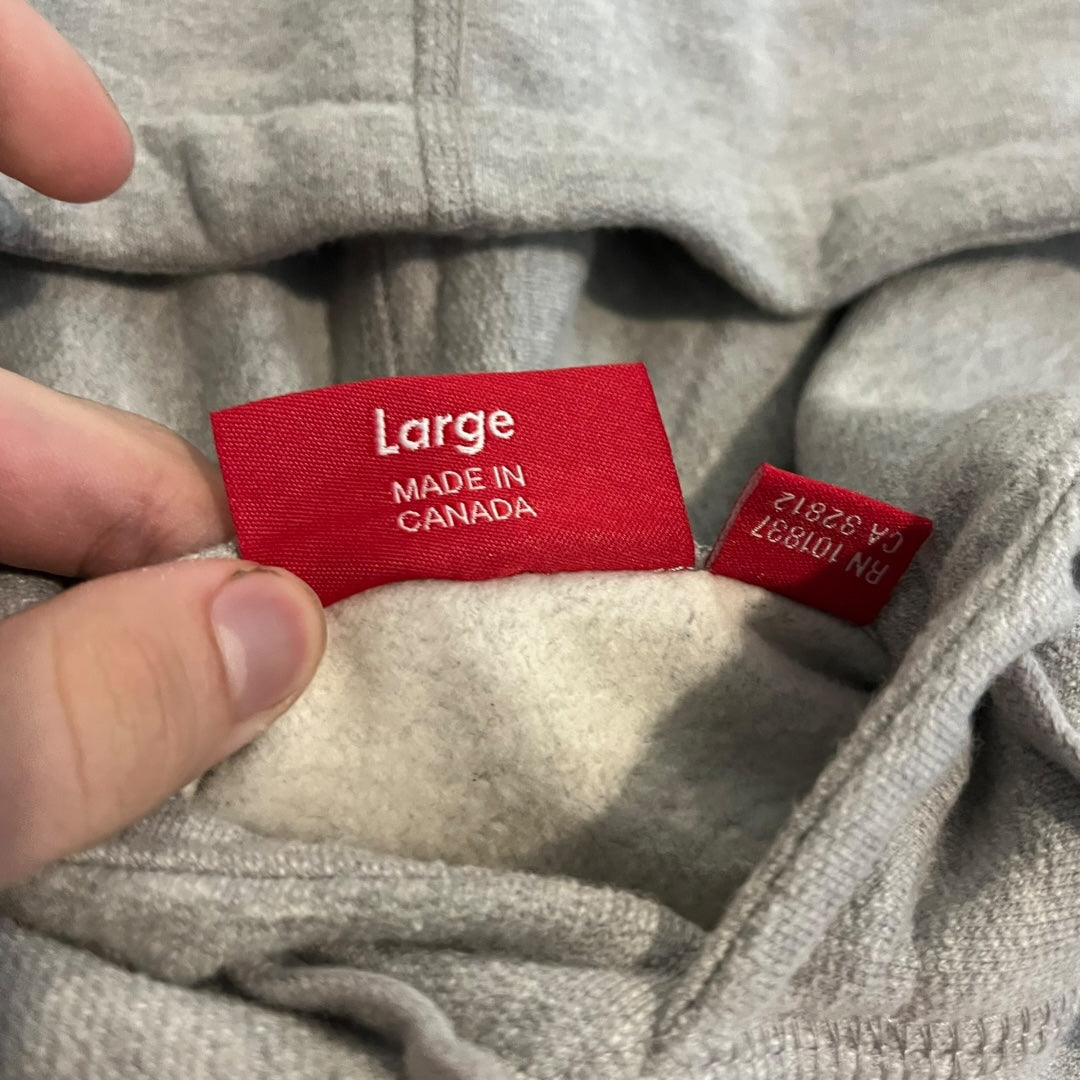 Large
MADE IN
CANADA
RN 101837
CA 32812